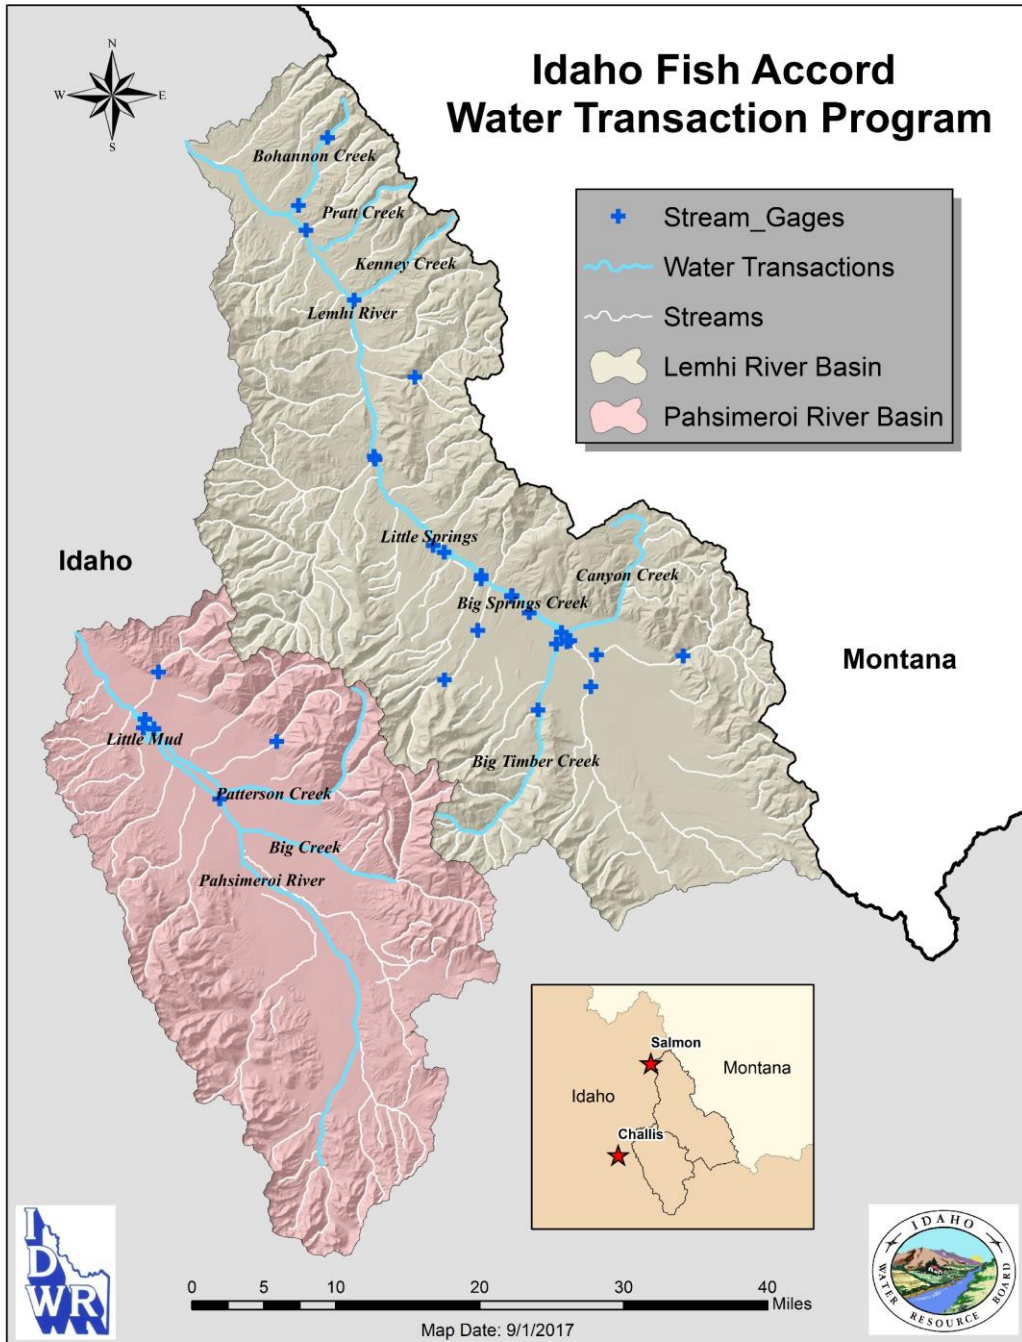 Idaho Fish Accord
Water Transaction Program
N
W
E
S
Stream_Gages
Water Transactions
Streams
Lemhi River Basin
Pahsimeroi River Basin
Bohannon Creek
Pratt Creek
Kenney Creek
Lemhi River
Little Springs
Canyon Creek
Big Springs Creek
Idaho
Montana
Big Timber Creek
Little Mud
Patterson Creek
Big Creek
Pahsimeroi River
Salmon
Montana
Idaho
Challis
I
D
WR
IDAHO
WATER RESOURCE BOARD
0 5 10 20 30 40
Miles
Map Date: 9/1/2017